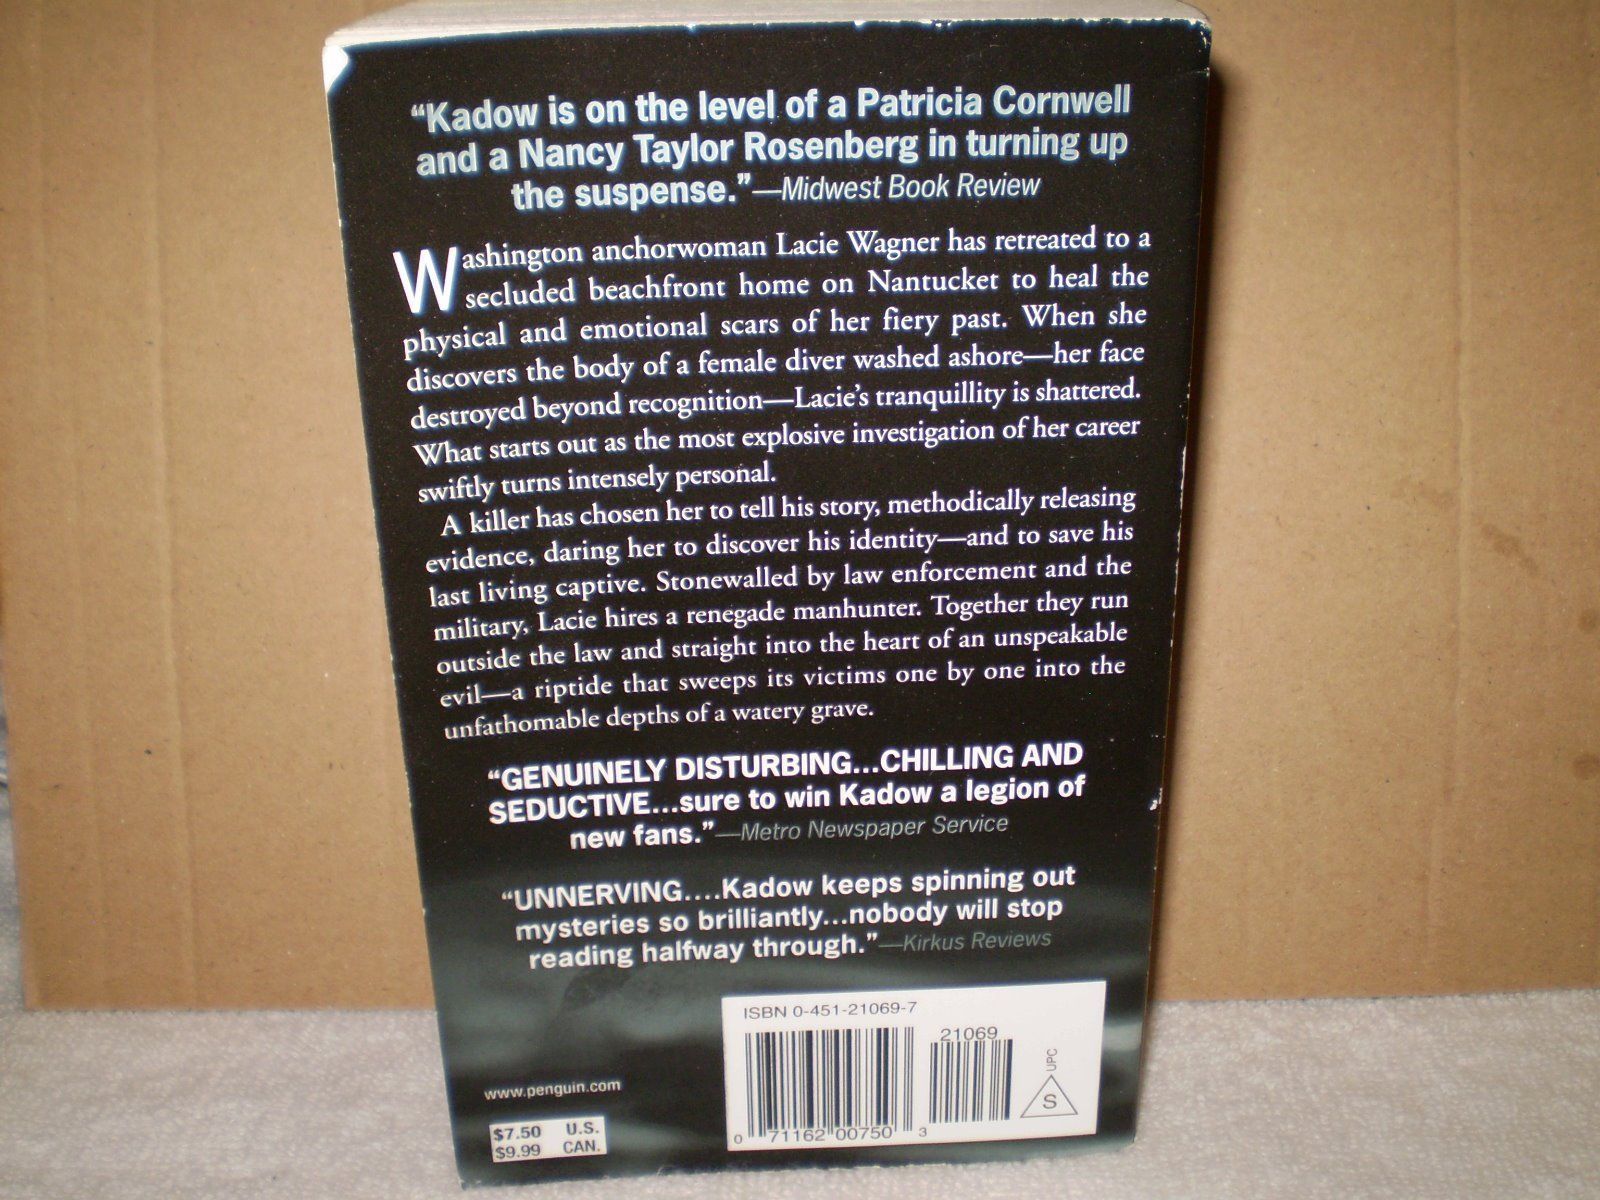 “Kadow is on the level of a Patricia Cornwell
and a Nancy Taylor Rosenberg in turning up
the suspense.”—Midwest Book Review
Washington anchorwoman Lacie Wagner has retreated to a
secluded beachfront home on Nantucket to heal the
physical and emotional scars of her fiery past. When she
discovers the body of a female diver washed ashore—her face
destroyed beyond recognition—Lacie’s tranquillity is shattered.
What starts out as the most explosive investigation of her career
swiftly turns intensely personal.
A killer has chosen her to tell his story, methodically releasing
evidence, daring her to discover his identity—and to save his
last living captive. Stonewalled by law enforcement and the
military, Lacie hires a renegade manhunter. Together they run
outside the law and straight into the heart of an unspeakable
evil—a riptide that sweeps its victims one by one into the
unfathomable depths of a watery grave.
“GENUINELY DISTURBING...CHILLING AND
SEDUCTIVE...sure to win Kadow a legion of
new fans.”—Metro Newspaper Service
“UNNERVING....Kadow keeps spinning out
mysteries so brilliantly...nobody will stop
reading halfway through.”—Kirkus Reviews
ISBN 0-451-21069-7
21069
UPC
S
0 71162 00750 3
www.penguin.com
$7.50 U.S.
$9.99 CAN.